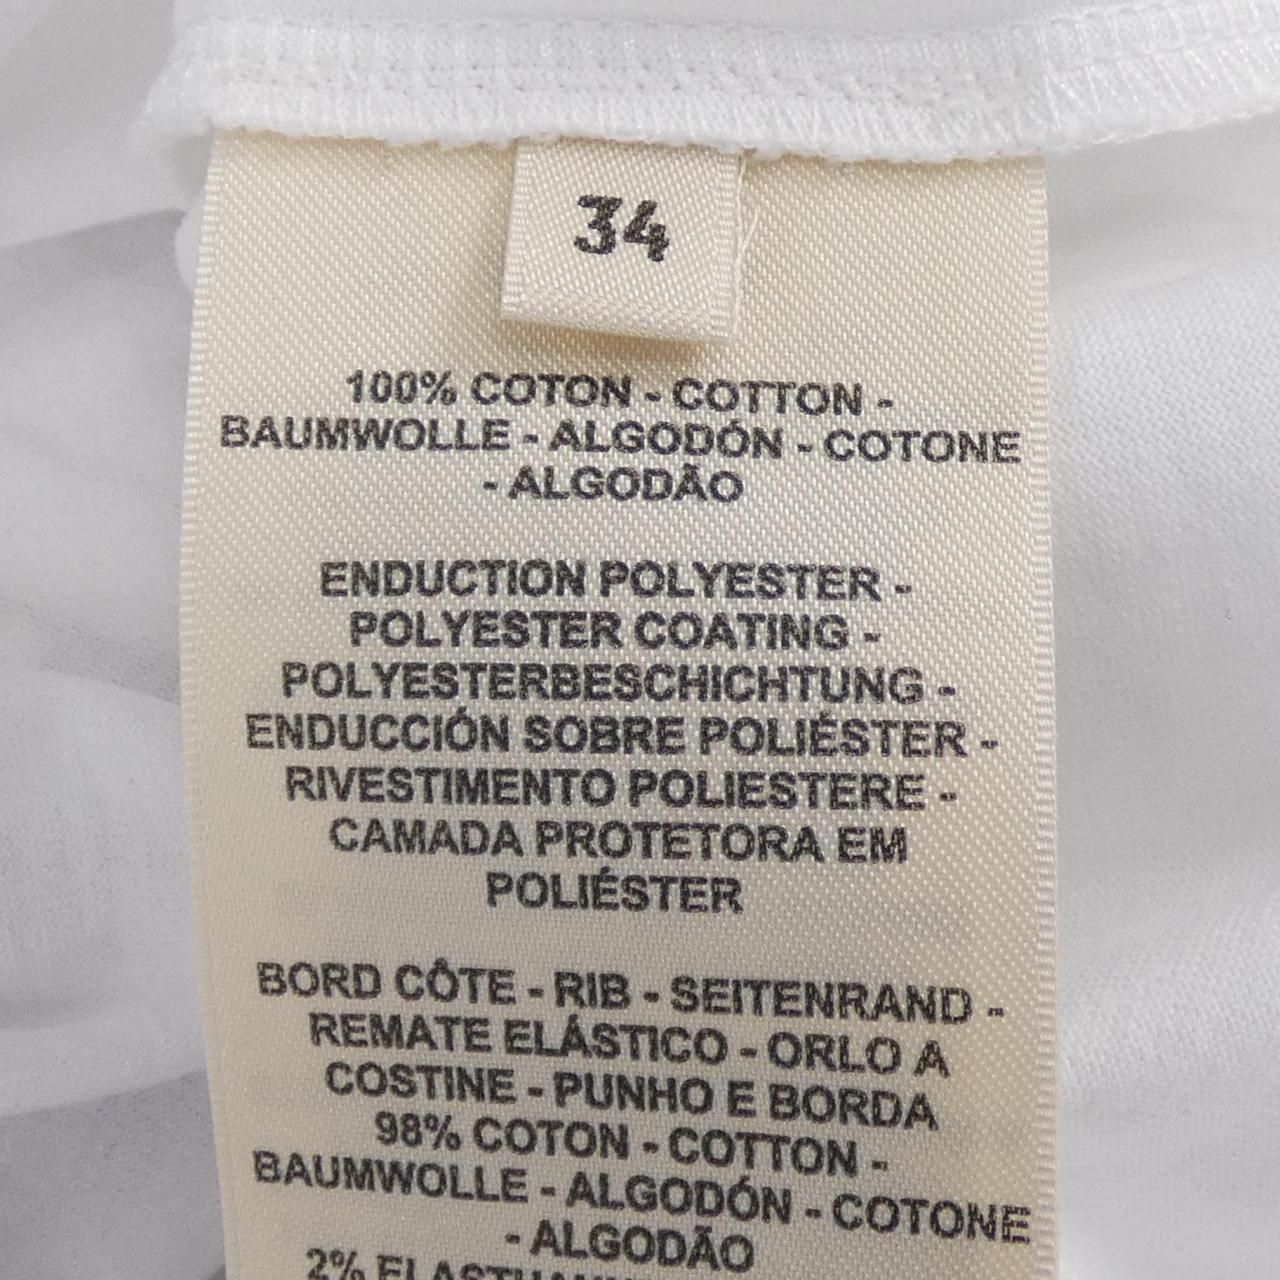 34
100% COTON - COTTON -
BAUMWOLLE - ALGODÓN - COTONE
- ALGODÃO
ENDUCTION POLYESTER -
POLYESTER COATING -
POLYESTERBESCHICHTUNG -
ENDUCCIÓN SOBRE POLIÉSTER -
RIVESTIMENTO POLIESTERE -
CAMADA PROTETORA EM
POLIÉSTER
BORD CÔTE - RIB - SEITENRAND -
REMATE ELÁSTICO - ORLO A
COSTINE - PUNHO E BORDA
98% COTON - COTTON -
BAUMWOLLE - ALGODÓN - COTONE
- ALGODÃO
2%